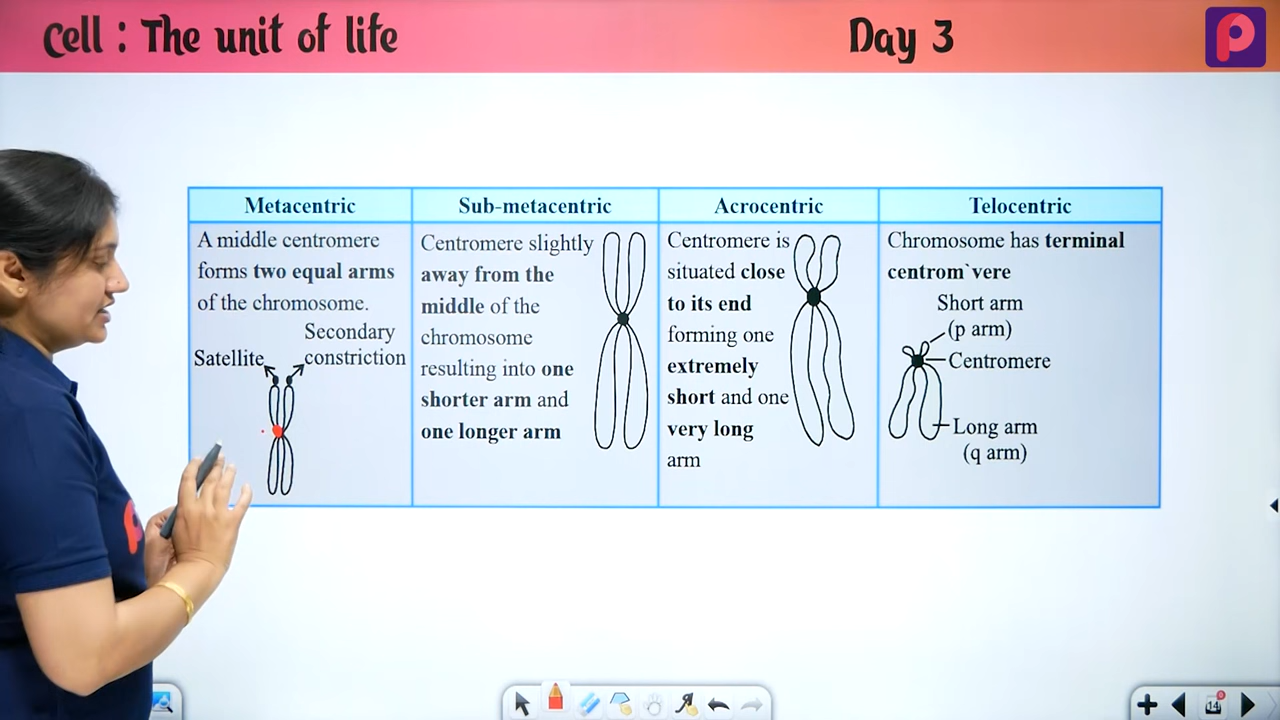 Cell : The unit of life
Day 3
Metacentric
Sub-metacentric
Acrocentric
Telocentric
A middle centromere
forms two equal arms
of the chromosome.
Secondary
constriction
Satellite
Centromere slightly
away from the
middle of the
chromosome
resulting into one
shorter arm and
one longer arm
Centromere is
situated close
to its end
forming one
extremely
short and one
very long
arm
Chromosome has terminal
centrom`vere
Short arm
(p arm)
Centromere
Long arm
(q arm)
14